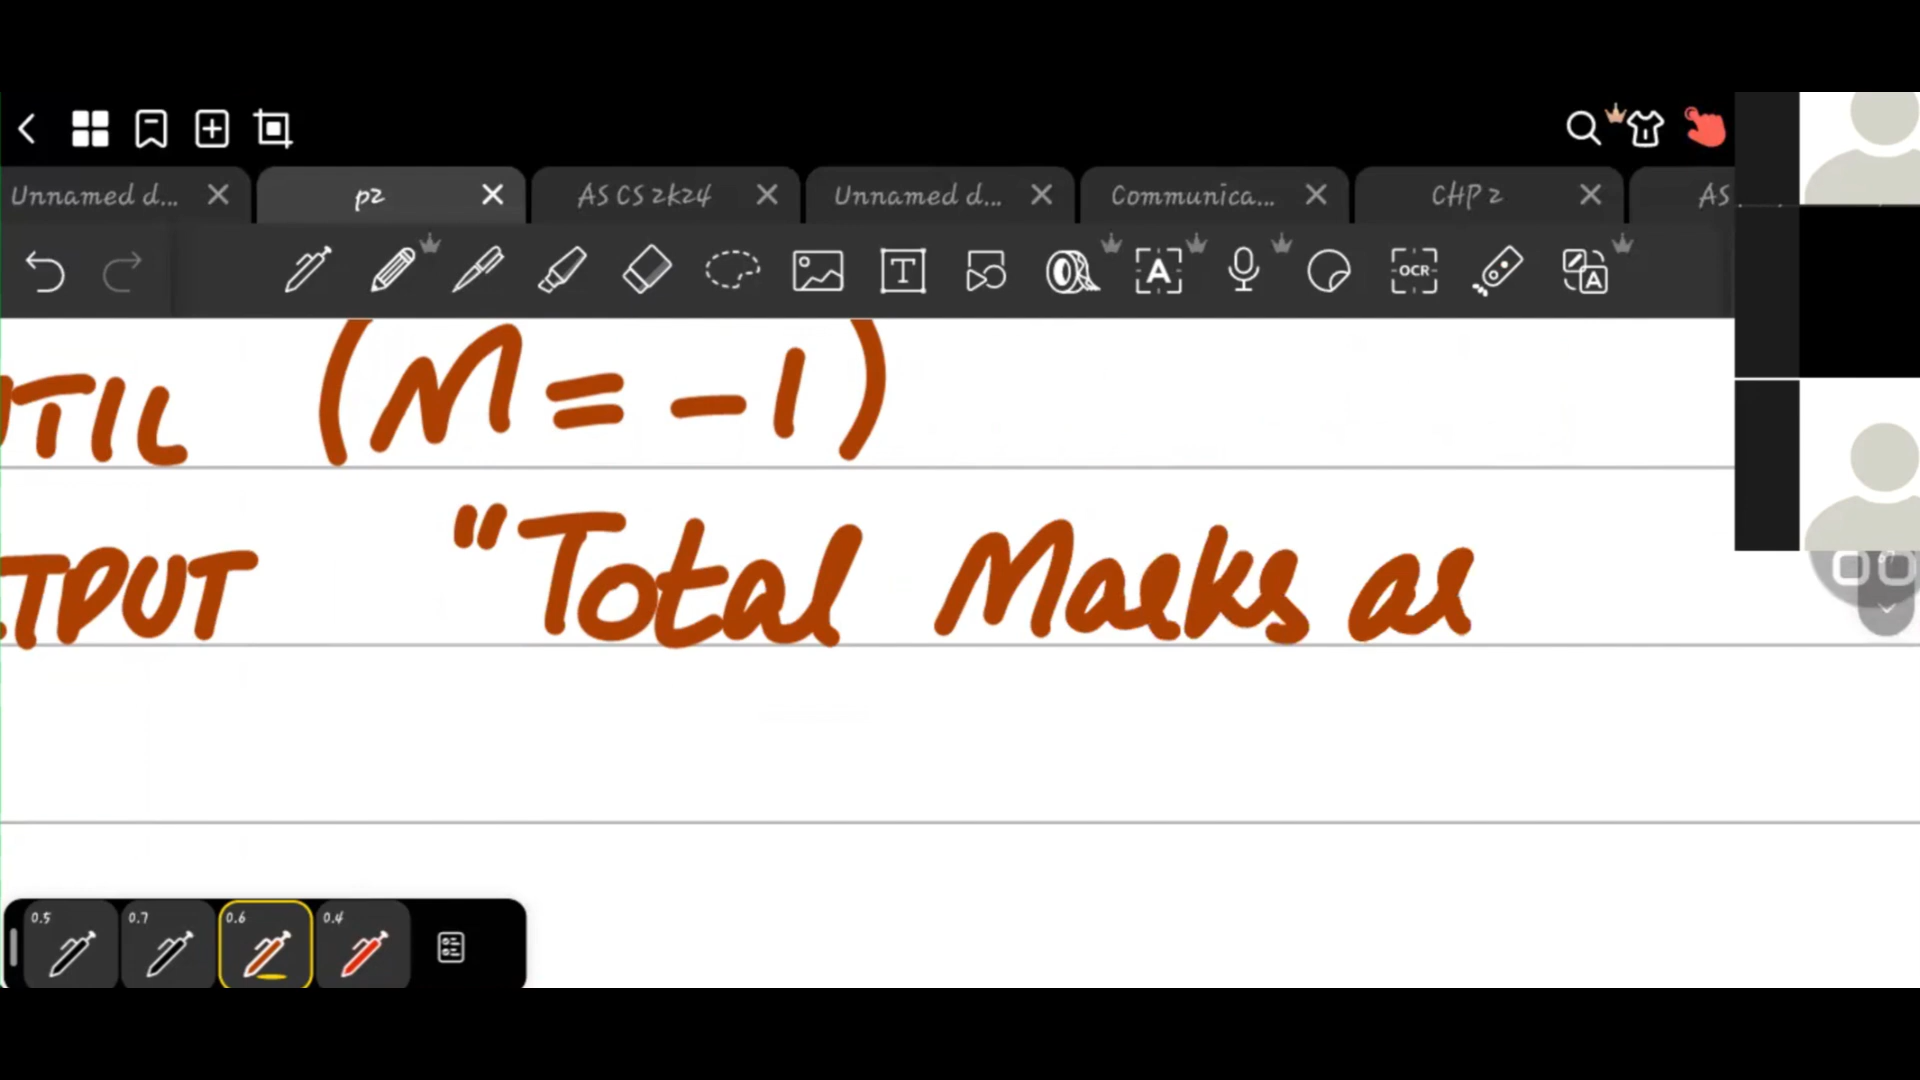 Unnamed d... p2 AS CS 2k24 Unnamed d... Communica... CHP 2 AS
T A OCR A
TIL (M = -1)
TPUT "Total Marks ar
0.5 0.7 0.6 0.4